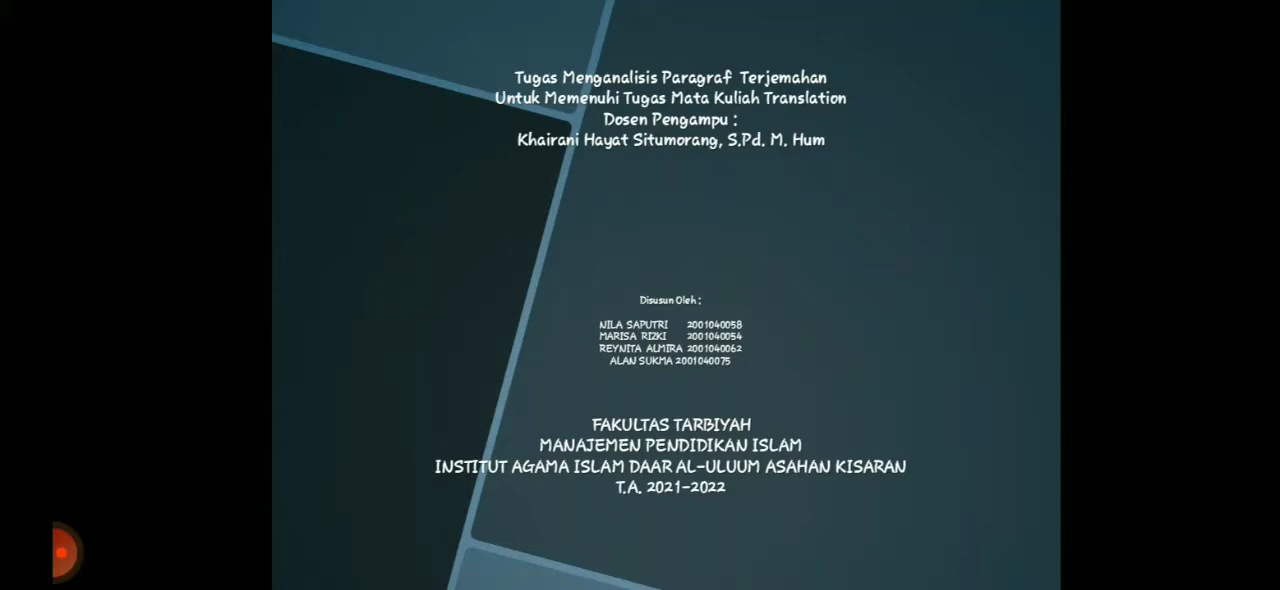 Tugas Menganalisis Paragraf Terjemahan
Untuk Memenuhi Tugas Mata Kuliah Translation
Dosen Pengampu :
Khairani Hayat Situmorang, S.Pd. M. Hum
Disusun Oleh :
NILA SAPUTRI 2001040058
MARISA RIZKI 2001040054
REYNITA ALMIRA 2001040062
ALAN SUKMA 2001040075
FAKULTAS TARBIYAH
MANAJEMEN PENDIDIKAN ISLAM
INSTITUT AGAMA ISLAM DAAR AL-ULUUM ASAHAN KISARAN
T.A. 2021-2022